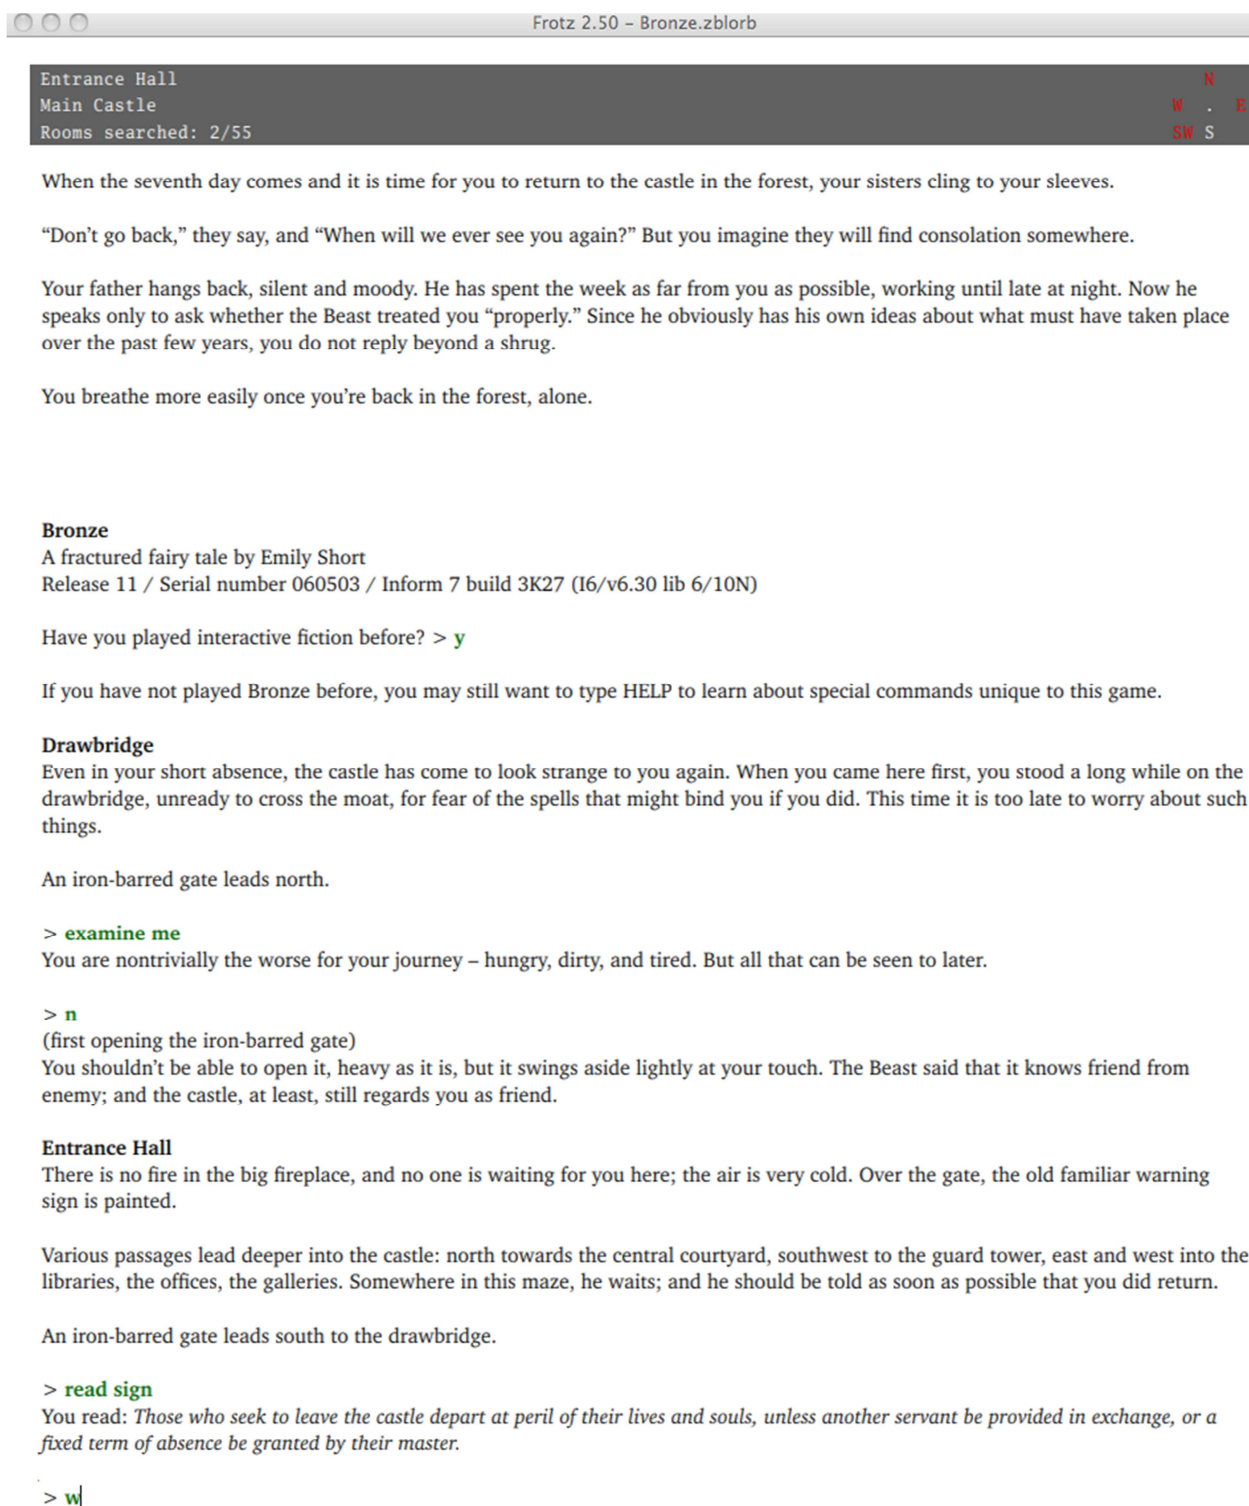 Frotz 2.50 – Bronze.zblorb
Entrance Hall N
Main Castle W . E
Rooms searched: 2/55 SW S
When the seventh day comes and it is time for you to return to the castle in the forest, your sisters cling to your sleeves.
“Don’t go back,” they say, and “When will we ever see you again?” But you imagine they will find consolation somewhere.
Your father hangs back, silent and moody. He has spent the week as far from you as possible, working until late at night. Now he
speaks only to ask whether the Beast treated you “properly.” Since he obviously has his own ideas about what must have taken place
over the past few years, you do not reply beyond a shrug.
You breathe more easily once you’re back in the forest, alone.
Bronze
A fractured fairy tale by Emily Short
Release 11 / Serial number 060503 / Inform 7 build 3K27 (I6/v6.30 lib 6/10N)
Have you played interactive fiction before? > y
If you have not played Bronze before, you may still want to type HELP to learn about special commands unique to this game.
Drawbridge
Even in your short absence, the castle has come to look strange to you again. When you came here first, you stood a long while on the
drawbridge, unready to cross the moat, for fear of the spells that might bind you if you did. This time it is too late to worry about such
things.
An iron-barred gate leads north.
> examine me
You are nontrivially the worse for your journey – hungry, dirty, and tired. But all that can be seen to later.
> n
(first opening the iron-barred gate)
You shouldn’t be able to open it, heavy as it is, but it swings aside lightly at your touch. The Beast said that it knows friend from
enemy; and the castle, at least, still regards you as friend.
Entrance Hall
There is no fire in the big fireplace, and no one is waiting for you here; the air is very cold. Over the gate, the old familiar warning
sign is painted.
Various passages lead deeper into the castle: north towards the central courtyard, southwest to the guard tower, east and west into the
libraries, the offices, the galleries. Somewhere in this maze, he waits; and he should be told as soon as possible that you did return.
An iron-barred gate leads south to the drawbridge.
> read sign
You read: Those who seek to leave the castle depart at peril of their lives and souls, unless another servant be provided in exchange, or a
fixed term of absence be granted by their master.
> w